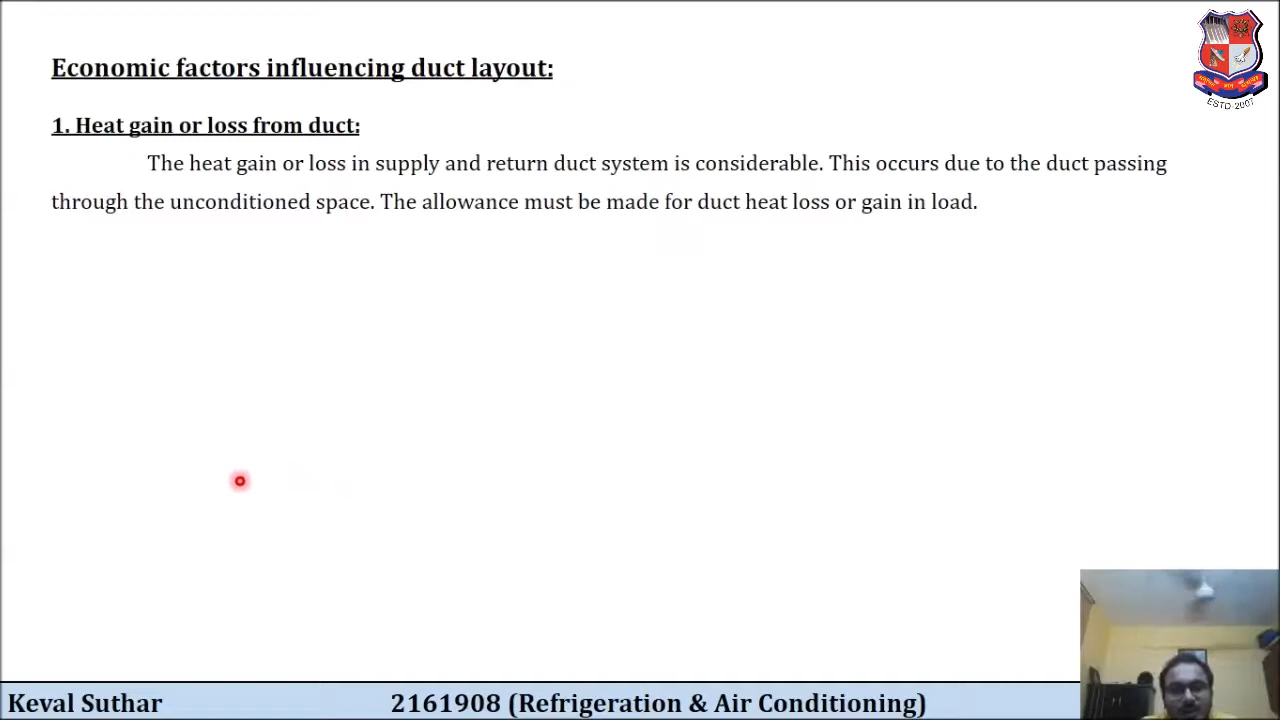 Economic factors influencing duct layout:
1. Heat gain or loss from duct:
The heat gain or loss in supply and return duct system is considerable. This occurs due to the duct passing
through the unconditioned space. The allowance must be made for duct heat loss or gain in load.
ESTD-2007
Keval Suthar
2161908 (Refrigeration & Air Conditioning)